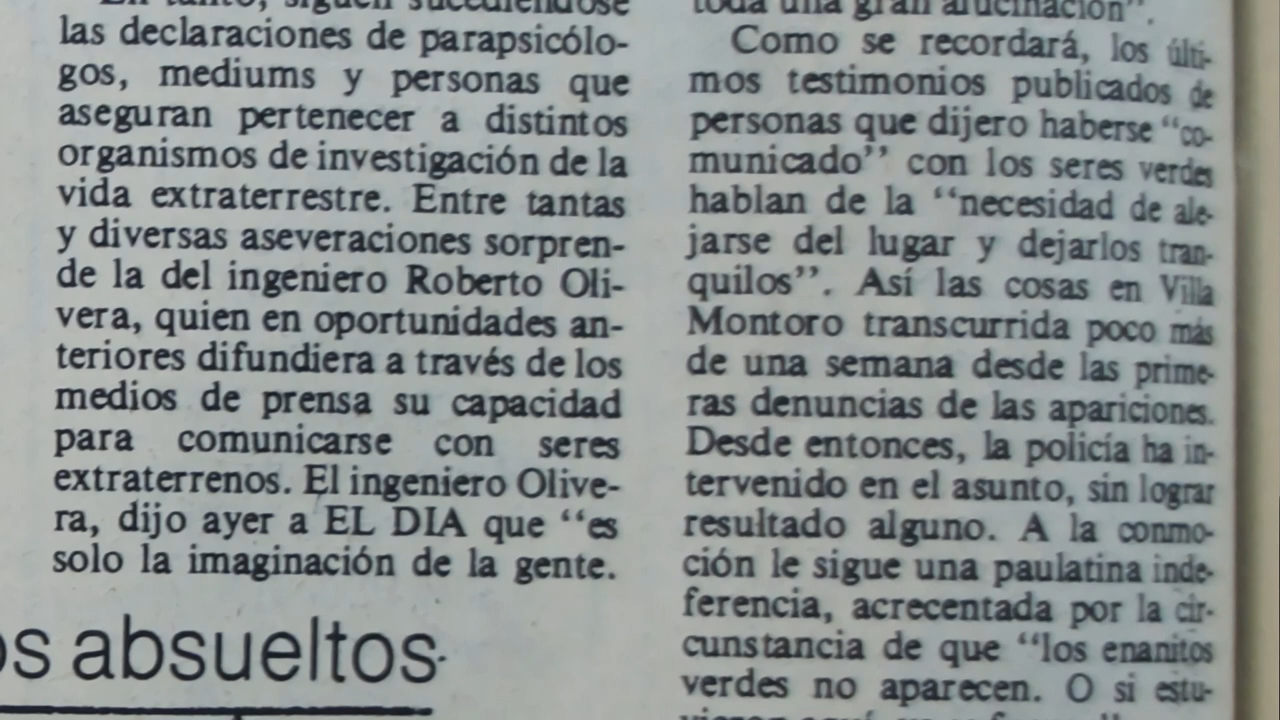 En tanto, siguen sucediéndose
las declaraciones de parapsicólo-
gos, mediums y personas que
aseguran pertenecer a distintos
organismos de investigación de la
vida extraterrestre. Entre tantas
y diversas aseveraciones sorpren-
de la del ingeniero Roberto Oli-
vera, quien en oportunidades an-
teriores difundiera a través de los
medios de prensa su capacidad
para comunicarse con seres
extraterrenos. El ingeniero Olive-
ra, dijo ayer a EL DIA que “es
solo la imaginación de la gente.
toda una gran alucinación”.
Como se recordará, los últi-
mos testimonios publicados de
personas que dijero haberse “co-
municado” con los seres verdes
hablan de la “necesidad de ale-
jarse del lugar y dejarlos tran-
quilos”. Así las cosas en Villa
Montoro transcurrida poco más
de una semana desde las prime-
ras denuncias de las apariciones.
Desde entonces, la policía ha in-
tervenido en el asunto, sin lograr
resultado alguno. A la conmo-
ción le sigue una paulatina inde-
ferencia, acrecentada por la cir-
cunstancia de que “los enanitos
verdes no aparecen. O si estu-
os absueltos